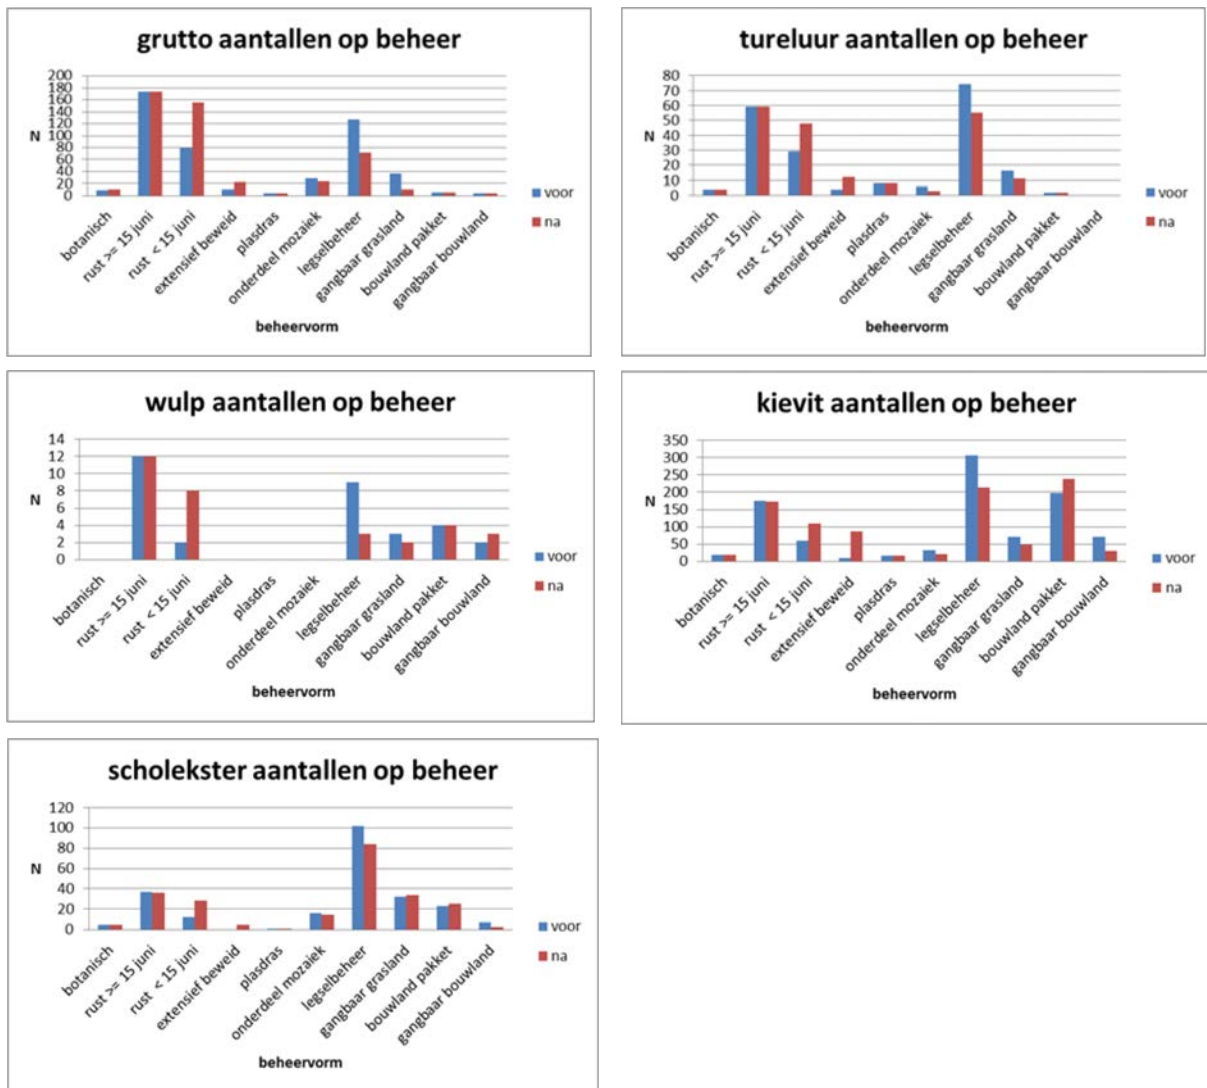 grutto aantallen op beheer
200
180
160
140
120
100
80
60
40
20
0
N
voor
na
botanisch
rust >= 15 juni
rust < 15 juni
extensief beweid
plasdras
onderdeel mozaiek
legselbeheer
gangbaar grasland
bouwland pakket
gangbaar bouwland
beheervorm
tureluur aantallen op beheer
80
70
60
50
40
30
20
10
0
N
voor
na
botanisch
rust >= 15 juni
rust < 15 juni
extensief beweid
plasdras
onderdeel mozaiek
legselbeheer
gangbaar grasland
bouwland pakket
gangbaar bouwland
beheervorm
wulp aantallen op beheer
14
12
10
8
6
4
2
0
N
voor
na
botanisch
rust >= 15 juni
rust < 15 juni
extensief beweid
plasdras
onderdeel mozaiek
legselbeheer
gangbaar grasland
bouwland pakket
gangbaar bouwland
beheervorm
kievit aantallen op beheer
350
300
250
200
150
100
50
0
N
voor
na
botanisch
rust >= 15 juni
rust < 15 juni
extensief beweid
plasdras
onderdeel mozaiek
legselbeheer
gangbaar grasland
bouwland pakket
gangbaar bouwland
beheervorm
scholekster aantallen op beheer
120
100
80
60
40
20
0
N
voor
na
botanisch
rust >= 15 juni
rust < 15 juni
extensief beweid
plasdras
onderdeel mozaiek
legselbeheer
gangbaar grasland
bouwland pakket
gangbaar bouwland
beheervorm